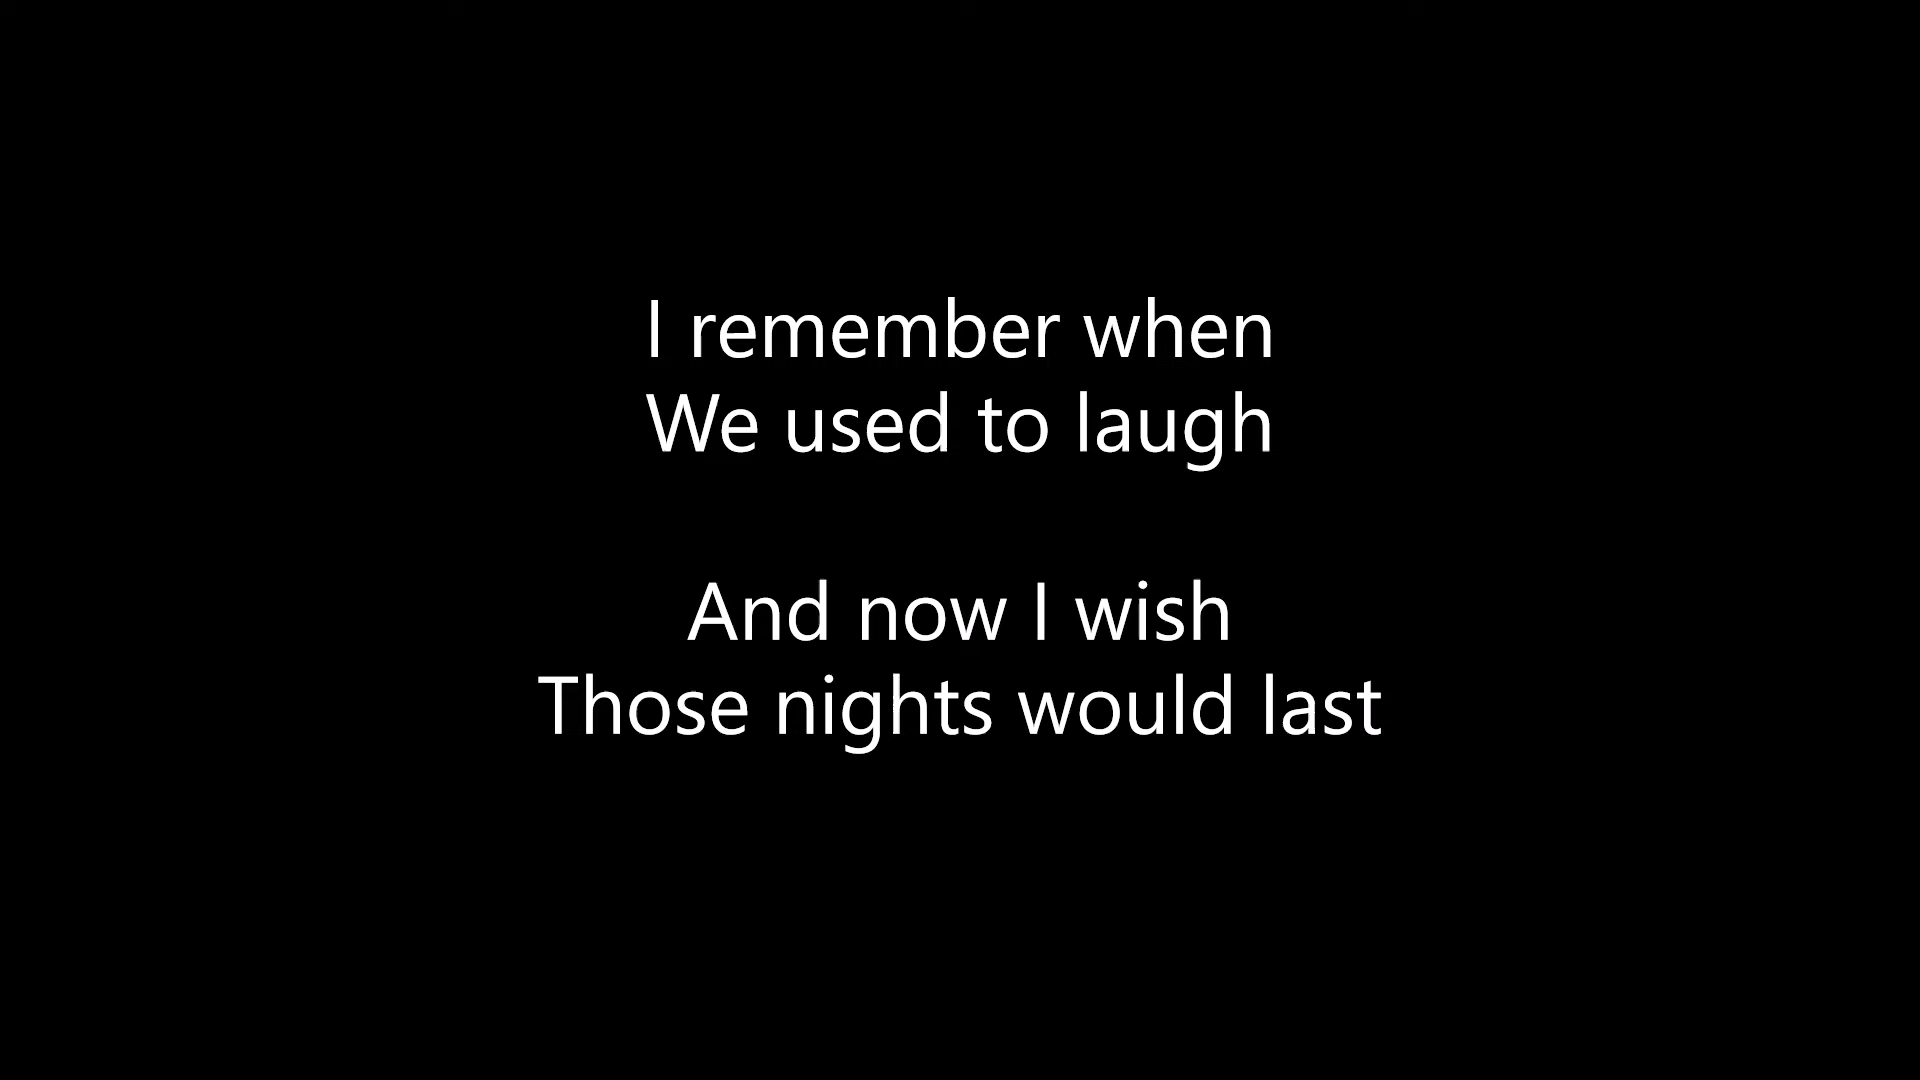 I remember when
We used to laugh
And now I wish
Those nights would last